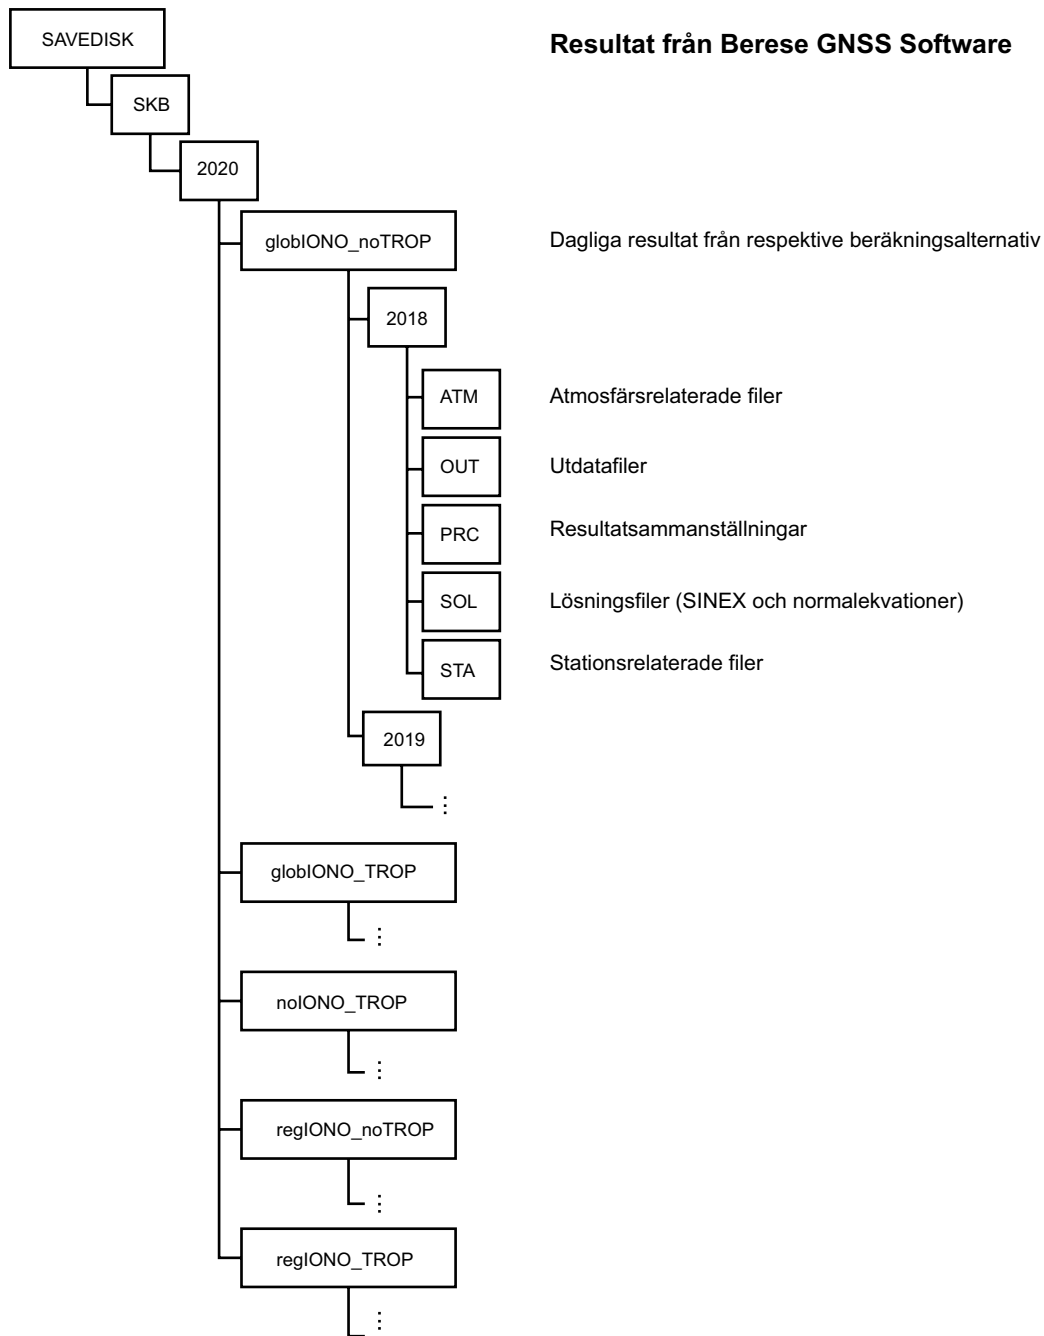 SAVEDISK
Resultat från Berese GNSS Software
SKB
2020
globIONO_noTROP
Dagliga resultat från respektive beräkningsalternativ
2018
ATM
Atmosfärsrelaterade filer
OUT
Utdatafiler
PRC
Resultatsammanställningar
SOL
Lösningsfiler (SINEX och normalekvationer)
STA
Stationsrelaterade filer
2019
⋮
globIONO_TROP
⋮
noIONO_TROP
⋮
regIONO_noTROP
⋮
regIONO_TROP
⋮